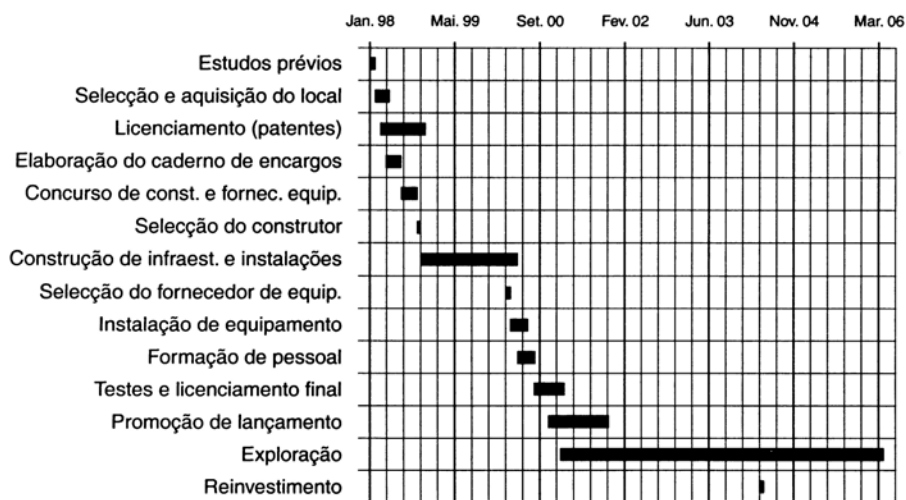 Jan. 98 Mai. 99 Set. 00 Fev. 02 Jun. 03 Nov. 04 Mar. 06
Estudos prévios
Selecção e aquisição do local
Licenciamento (patentes)
Elaboração do caderno de encargos
Concurso de const. e fornec. equip.
Selecção do construtor
Construção de infraest. e instalações
Selecção do fornecedor de equip.
Instalação de equipamento
Formação de pessoal
Testes e licenciamento final
Promoção de lançamento
Exploração
Reinvestimento